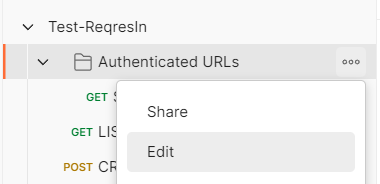 Test-ReqresIn
Authenticated URLs
GET
Share
GET LIS
Edit
POST CR